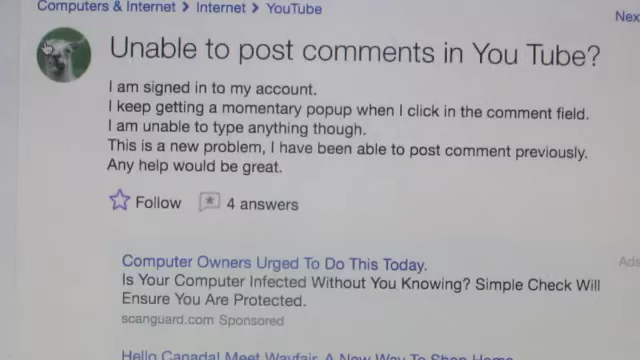 Computers & Internet > Internet > YouTube
Nex
Unable to post comments in You Tube?
I am signed in to my account.
I keep getting a momentary popup when I click in the comment field.
I am unable to type anything though.
This is a new problem, I have been able to post comment previously.
Any help would be great.
Follow 4 answers
Computer Owners Urged To Do This Today.
Ads
Is Your Computer Infected Without You Knowing? Simple Check Will
Ensure You Are Protected.
scanguard.com Sponsored
Hello Canada! Meet Wayfair, A New Way To Shop Home